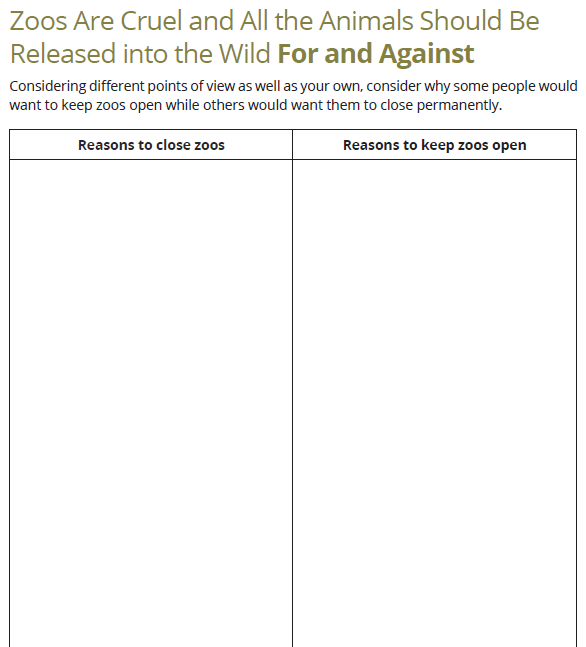 Zoos Are Cruel and All the Animals Should Be
Released into the Wild For and Against
Considering different points of view as well as your own, consider why some people would
want to keep zoos open while others would want them to close permanently.
Reasons to close zoos
Reasons to keep zoos open